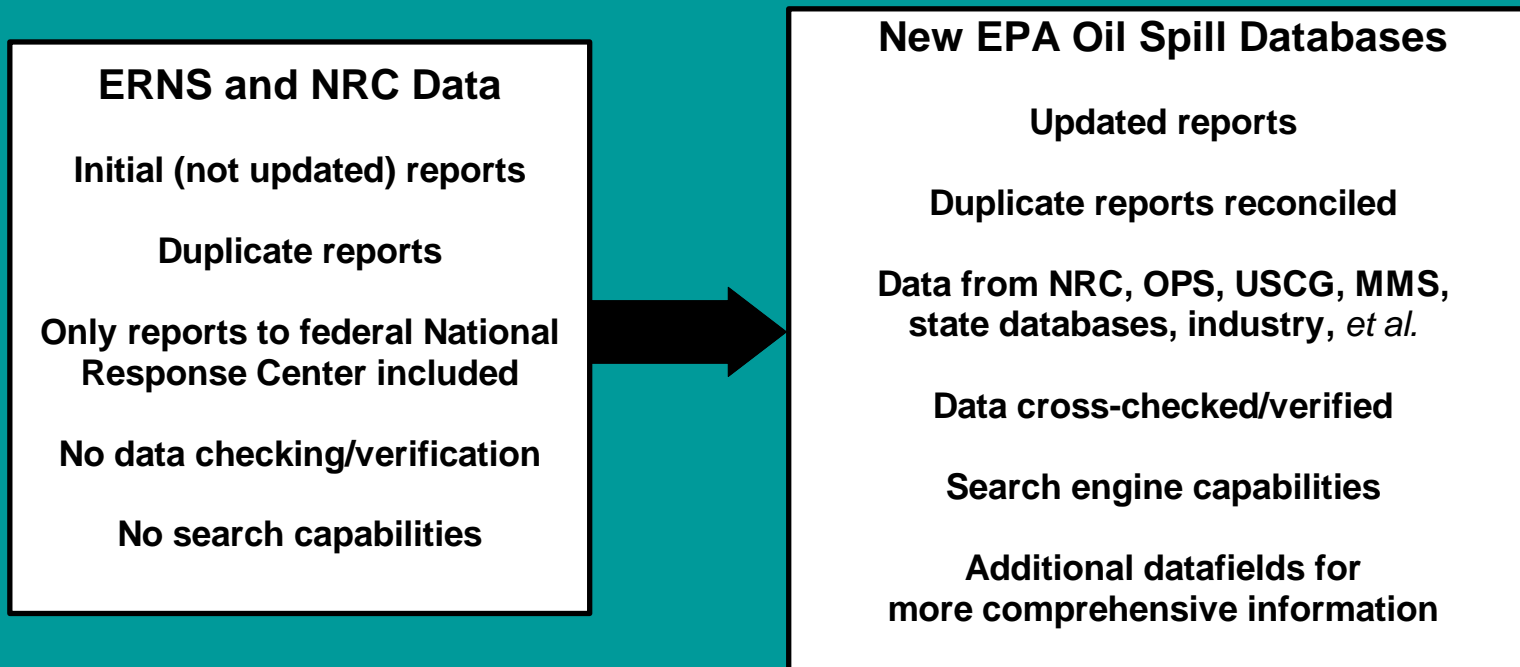 ERNS and NRC Data
Initial (not updated) reports
Duplicate reports
Only reports to federal National
Response Center included
No data checking/verification
No search capabilities
New EPA Oil Spill Databases
Updated reports
Duplicate reports reconciled
Data from NRC, OPS, USCG, MMS,
state databases, industry, et al.
Data cross-checked/verified
Search engine capabilities
Additional datafields for
more comprehensive information